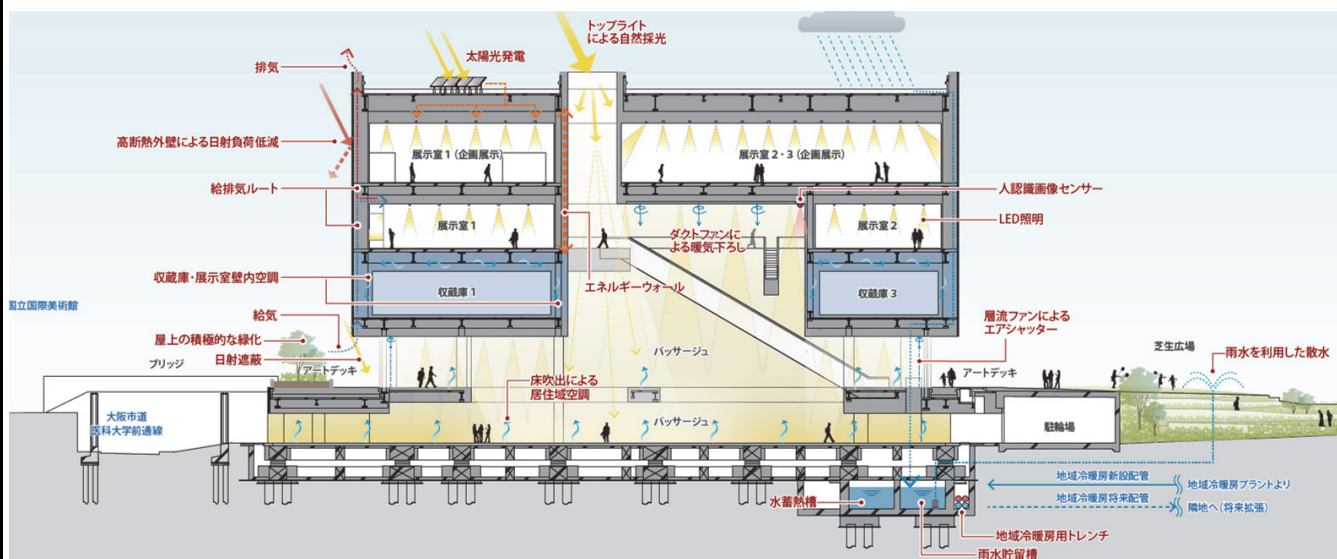 トップライト
による自然採光
太陽光発電
排気
高断熱外壁による日射負荷低減
展示室1(企画展示)
展示室2・3(企画展示)
給排気ルート
人認識画像センサー
LED照明
展示室1
ダクトファンに
よる暖気下ろし
展示室2
収蔵庫・展示室壁内空調
エネルギーウォール
収蔵庫1
収蔵庫3
国立国際美術館
給気
層流ファンによる
エアシャッター
屋上の積極的な緑化
日射遮蔽
ブリッジ
アートデッキ
パッサージュ
アートデッキ
芝生広場
雨水を利用した散水
床吹出による
居住域空調
大阪市道
医科大学前通線
パッサージュ
駐輪場
地域冷暖房新設配管
地域冷暖房プラントより
水蓄熱槽
地域冷暖房将来配管
隣地へ(将来拡張)
地域冷暖房用トレンチ
雨水貯留槽